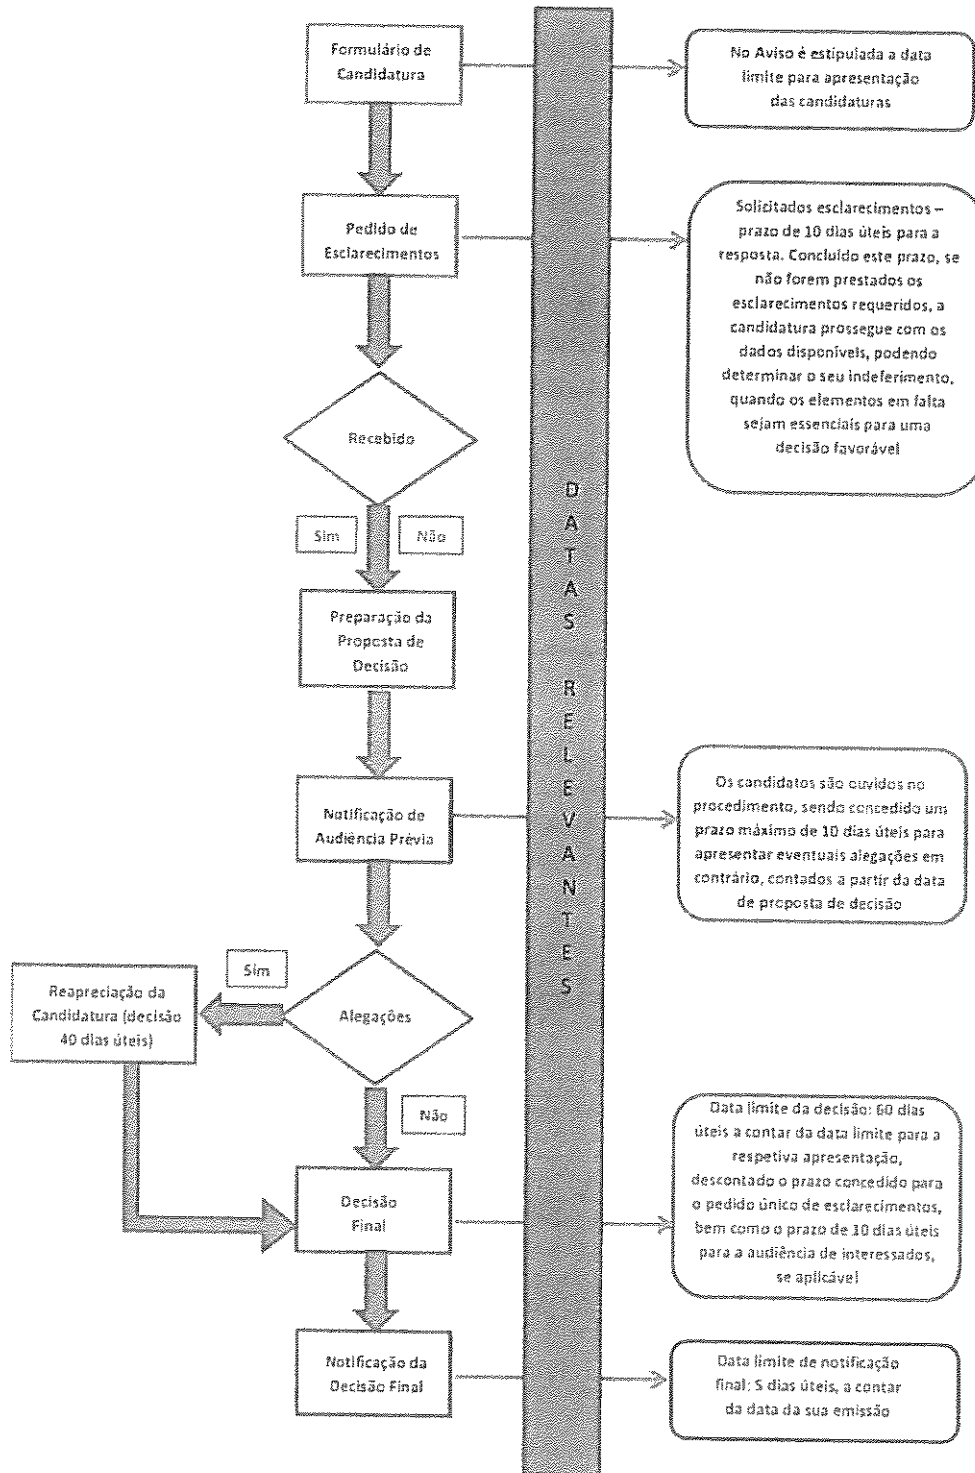 Formulário de
Candidatura
No Aviso é estipulada a data
limite para apresentação
das candidaturas
Pedido de
Esclarecimentos
Solicitados esclarecimentos –
prazo de 10 dias úteis para a
resposta. Concluído este prazo, se
não forem prestados os
esclarecimentos requeridos, a
candidatura prossegue com os
dados disponíveis, podendo
determinar o seu indeferimento,
quando os elementos em falta
sejam essenciais para uma
decisão favorável
Recebido
Sim
Não
Preparação da
Proposta de
Decisão
DATAS RELEVANTES
Notificação de
Audiência Prévia
Os candidatos são ouvidos no
procedimento, sendo concedido um
prazo máximo de 10 dias úteis para
apresentar eventuais alegações em
contrário, contados a partir da data
de proposta de decisão
Sim
Reapreciação da
Candidatura (decisão
40 dias úteis)
Alegações
Não
Decisão
Final
Data limite da decisão: 60 dias
úteis a contar da data limite para a
respetiva apresentação,
descontado o prazo concedido para
o pedido único de esclarecimentos,
bem como o prazo de 10 dias úteis
para a audiência de interessados,
se aplicável
Notificação da
Decisão Final
Data limite de notificação
final: 5 dias úteis, a contar
da data da sua emissão